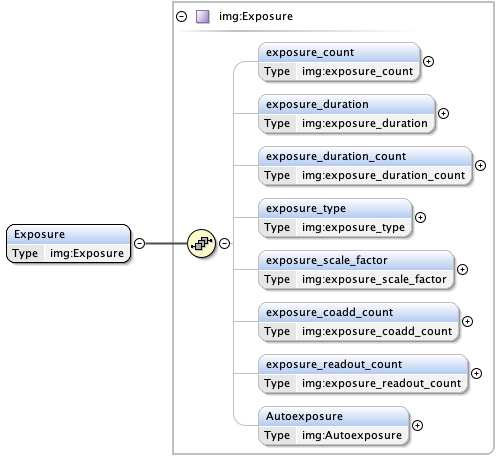 img:Exposure
exposure_count
Type img:exposure_count
exposure_duration
Type img:exposure_duration
exposure_duration_count
Type img:exposure_duration_count
exposure_type
Type img:exposure_type
Exposure
Type img:Exposure
exposure_scale_factor
Type img:exposure_scale_factor
exposure_coadd_count
Type img:exposure_coadd_count
exposure_readout_count
Type img:exposure_readout_count
Autoexposure
Type img:Autoexposure